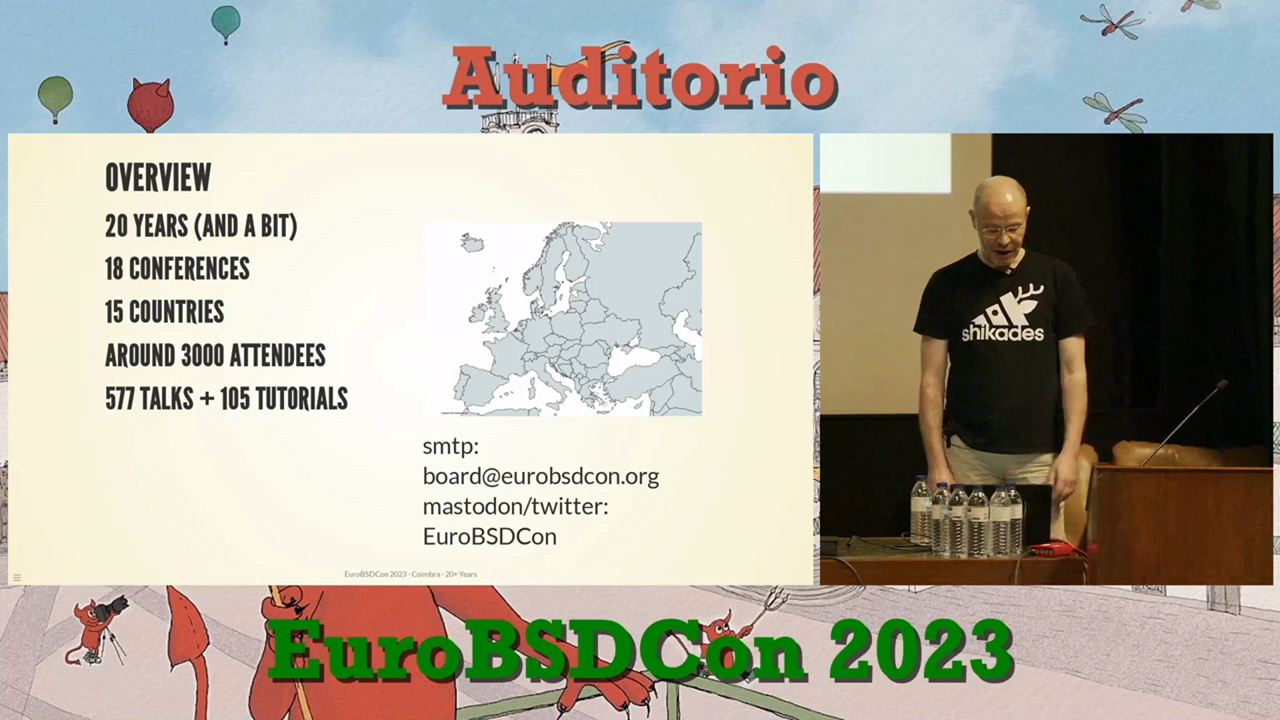 Auditorio
OVERVIEW
20 YEARS (AND A BIT)
18 CONFERENCES
15 COUNTRIES
AROUND 3000 ATTENDEES
577 TALKS + 105 TUTORIALS
smtp:
board@eurobsdcon.org
mastodon/twitter:
EuroBSDCon
EuroBSDCon 2023 - Coimbra - 20+ Years
shikades
EuroBSDCon 2023